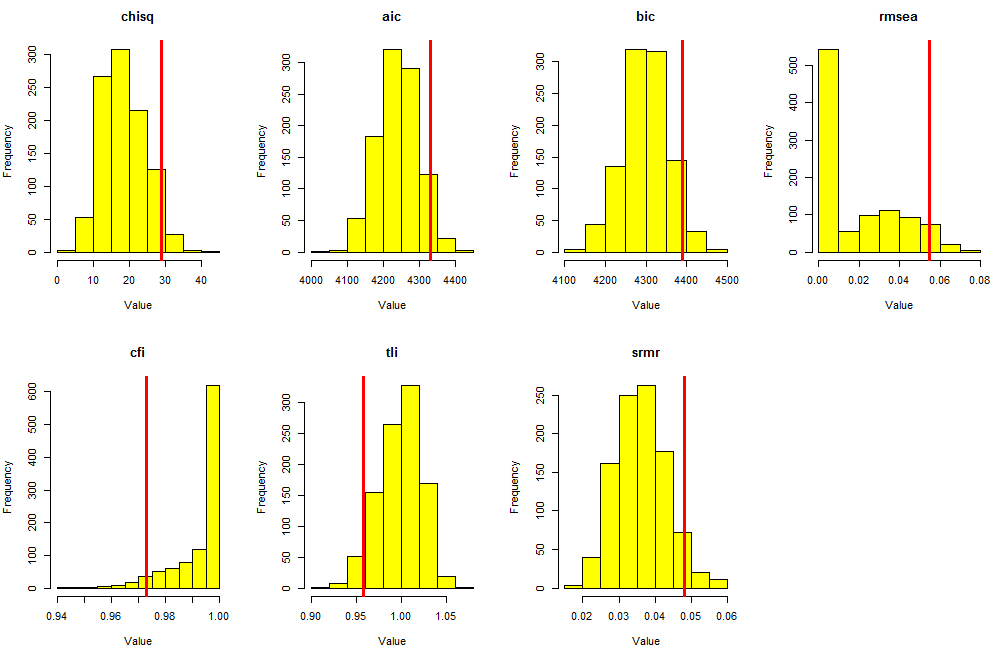 chisq
Frequency
0 50 100 150 200 250 300
0 10 20 30 40
Value
aic
Frequency
0 50 100 150 200 250 300
4000 4100 4200 4300 4400
Value
bic
Frequency
0 50 100 150 200 250 300
4100 4200 4300 4400 4500
Value
rmsea
Frequency
0 100 200 300 400 500
0.00 0.02 0.04 0.06 0.08
Value
cfi
Frequency
0 100 200 300 400 500 600
0.94 0.96 0.98 1.00
Value
tli
Frequency
0 50 100 150 200 250 300
0.90 0.95 1.00 1.05
Value
srmr
Frequency
0 50 100 150 200 250
0.02 0.03 0.04 0.05 0.06
Value